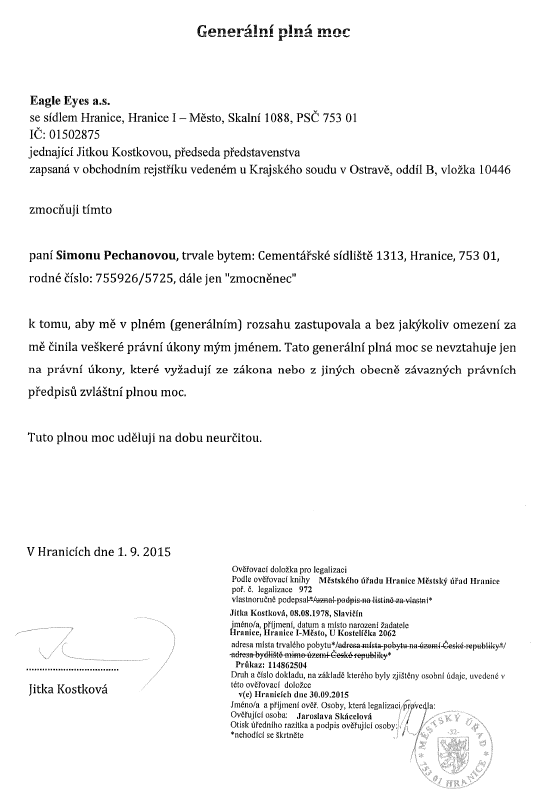 Generální plná moc
Eagle Eyes a.s.
se sídlem Hranice, Hranice I – Město, Skalní 1088, PSČ 753 01
IČ: 01502875
jednající Jitkou Kostkovou, předseda představenstva
zapsaná v obchodním rejstříku vedeném u Krajského soudu v Ostravě, oddíl B, vložka 10446
zmocňuji tímto
paní Simonu Pechanovou, trvale bytem: Cementářské sídliště 1313, Hranice, 753 01,
rodné číslo: 755926/5725, dále jen "zmocněnec"
k tomu, aby mě v plném (generálním) rozsahu zastupovala a bez jakýkoliv omezení za
mě činila veškeré právní úkony mým jménem. Tato generální plná moc se nevztahuje jen
na právní úkony, které vyžadují ze zákona nebo z jiných obecně závazných právních
předpisů zvláštní plnou moc.
Tuto plnou moc uděluji na dobu neurčitou.
V Hranicích dne 1. 9. 2015
Jitka Kostková
Ověřovací doložka pro legalizaci
Podle ověřovací knihy Městského úřadu Hranice Městský úřad Hranice
poř. č. legalizace 972
vlastnoručně podepsal*/uznal podpis na listině za vlastní*
Jitka Kostková, 08.08.1978, Slavičín
jméno/a, příjmení, datum a místo narození žadatele
Hranice, Hranice I-Město, U Kostelíčka 2062
adresa místa trvalého pobytu*/adresa místa pobytu na území České republiky*/
adresa bydliště mimo území České republiky*
Průkaz: 114862504
Druh a číslo dokladu, na základě kterého byly zjištěny osobní údaje, uvedené v
této ověřovací doložce
v(e) Hranicích dne 30.09.2015
Jméno/a a příjmení ověř. Osoby, která legalizaci provedla:
Ověřující osoba: Jaroslava Skácelová
Otisk úředního razítka a podpis ověřující osoby:
*nehodící se škrtněte
* MĚSTSKÝ ÚŘAD *
-32-
753 01 HRANICE